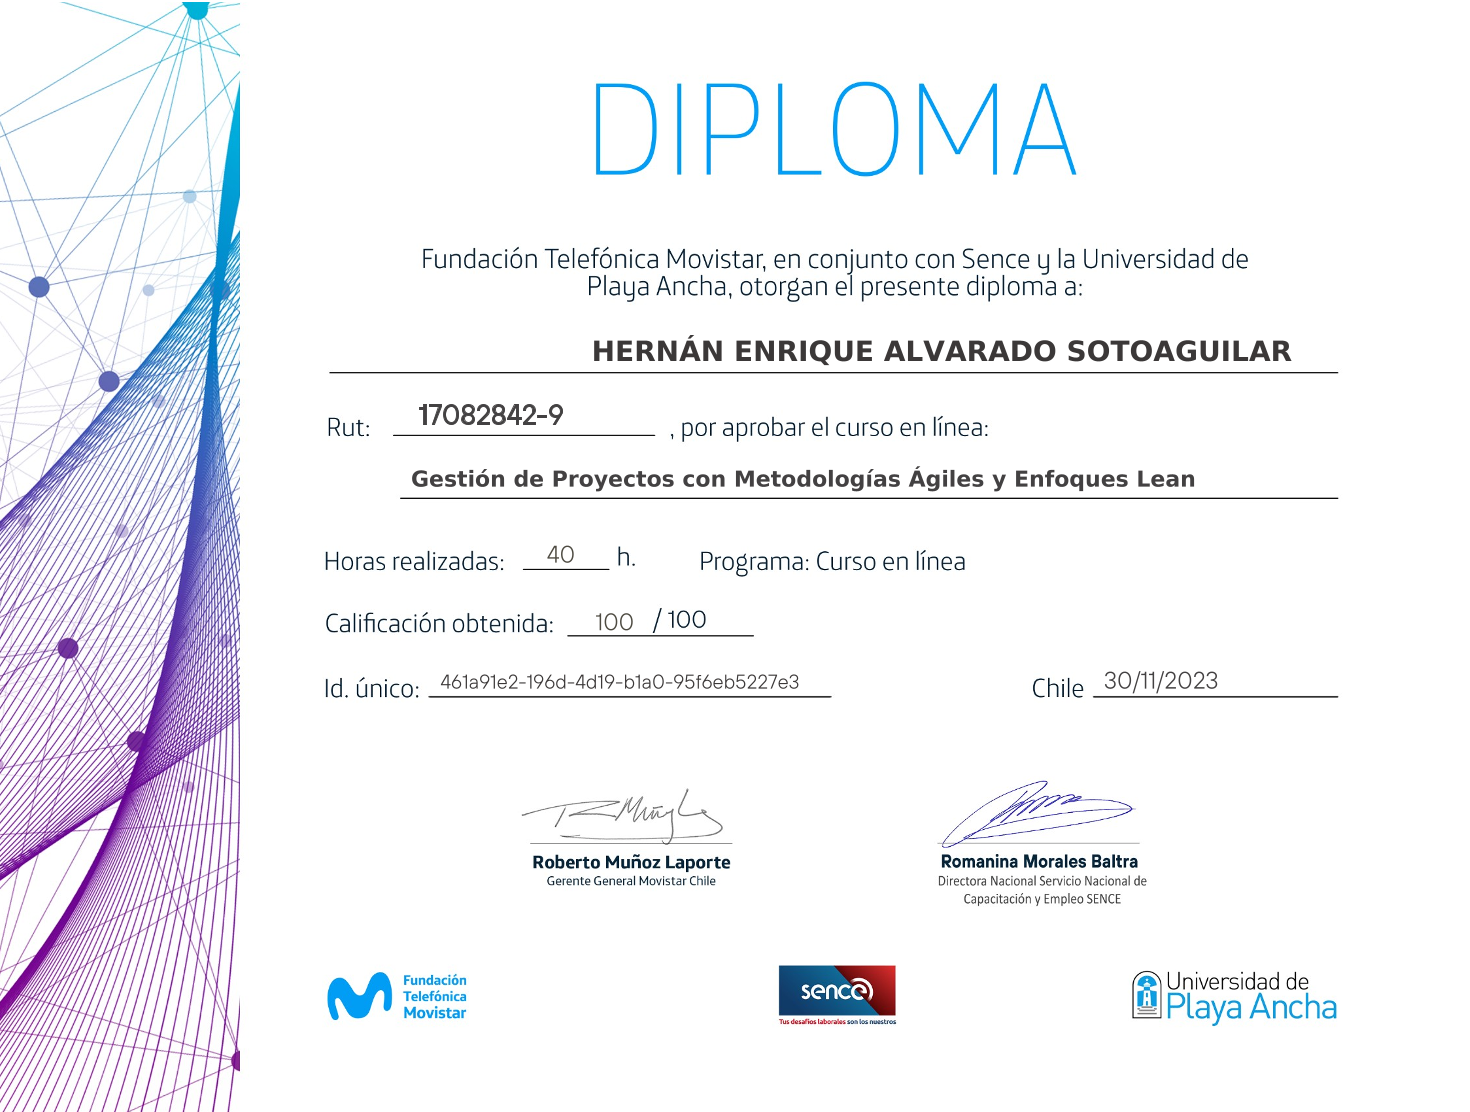 DIPLOMA
Fundación Telefónica Movistar, en conjunto con Sence y la Universidad de
Playa Ancha, otorgan el presente diploma a:
HERNÁN ENRIQUE ALVARADO SOTOAGUILAR
Rut: 17082842-9 , por aprobar el curso en línea:
Gestión de Proyectos con Metodologías Ágiles y Enfoques Lean
Horas realizadas: 40 h. Programa: Curso en línea
Calificación obtenida: 100 / 100
Id. único: 461a91e2-196d-4d19-b1a0-95f6eb5227e3 Chile 30/11/2023
R Muñoz L
Roberto Muñoz Laporte
Gerente General Movistar Chile
Romanina Morales Baltra
Directora Nacional Servicio Nacional de
Capacitación y Empleo SENCE
Fundación
Telefónica
Movistar
sence
Tus desafíos laborales son los nuestros
Universidad de
Playa Ancha